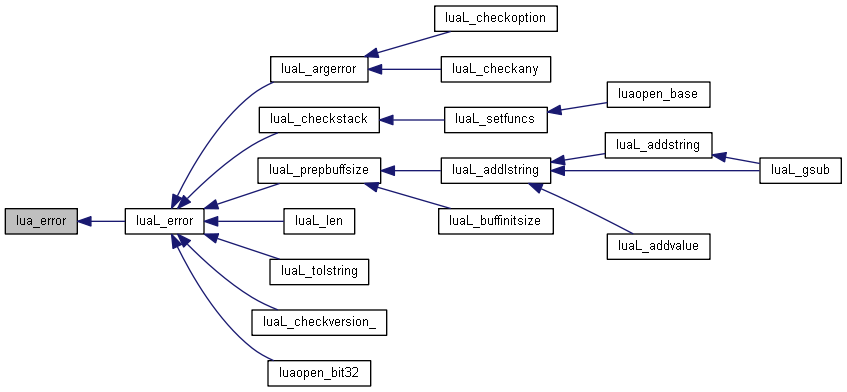 luaL_checkoption
luaL_argerror
luaL_checkany
luaopen_base
luaL_checkstack
luaL_setfuncs
luaL_addstring
luaL_prepbuffsize
luaL_addlstring
luaL_gsub
lua_error
luaL_error
luaL_len
luaL_buffinitsize
luaL_addvalue
luaL_tolstring
luaL_checkversion_
luaopen_bit32